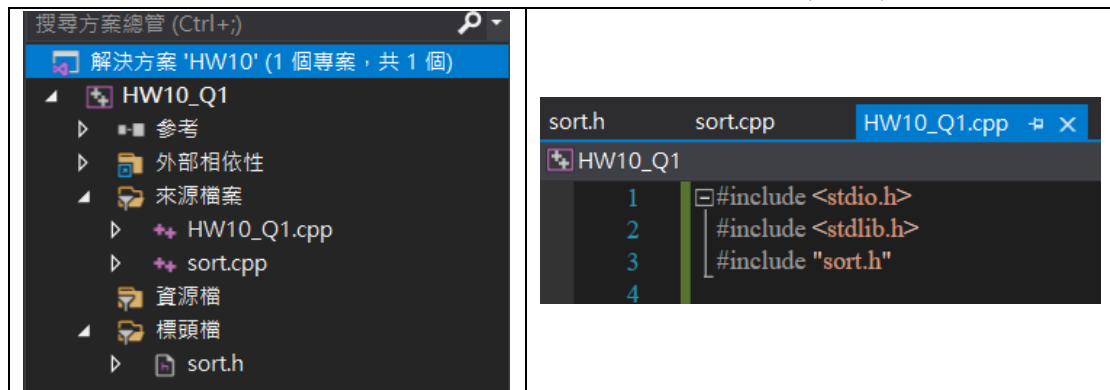 搜尋方案總管 (Ctrl+;)
解決方案 'HW10' (1 個專案，共 1 個)
HW10_Q1
參考
外部相依性
來源檔案
HW10_Q1.cpp
sort.cpp
資源檔
標頭檔
sort.h
sort.h sort.cpp HW10_Q1.cpp
HW10_Q1
1 #include <stdio.h>
2 #include <stdlib.h>
3 #include "sort.h"
4